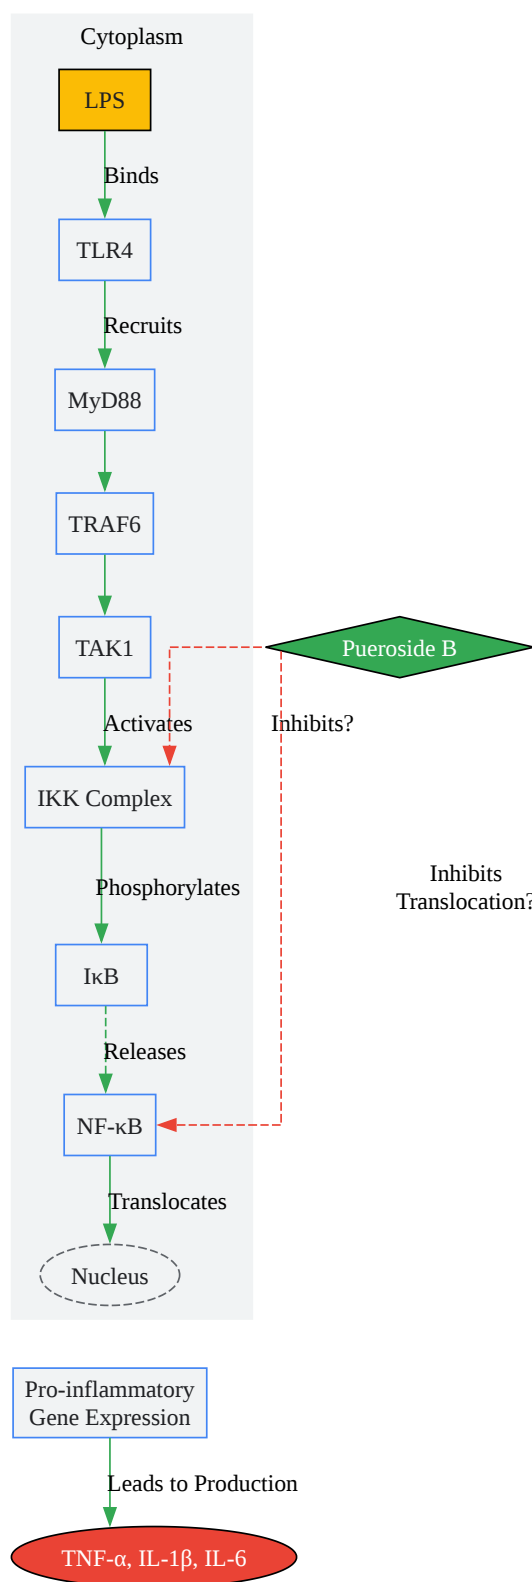 Cytoplasm
LPS
Binds
TLR4
Recruits
MyD88
TRAF6
TAK1
Pueroside B
Activates
Inhibits?
IKK Complex
Inhibits
Translocation?
Phosphorylates
IκB
Releases
NF-κB
Translocates
Nucleus
Pro-inflammatory
Gene Expression
Leads to Production
TNF-α, IL-1β, IL-6